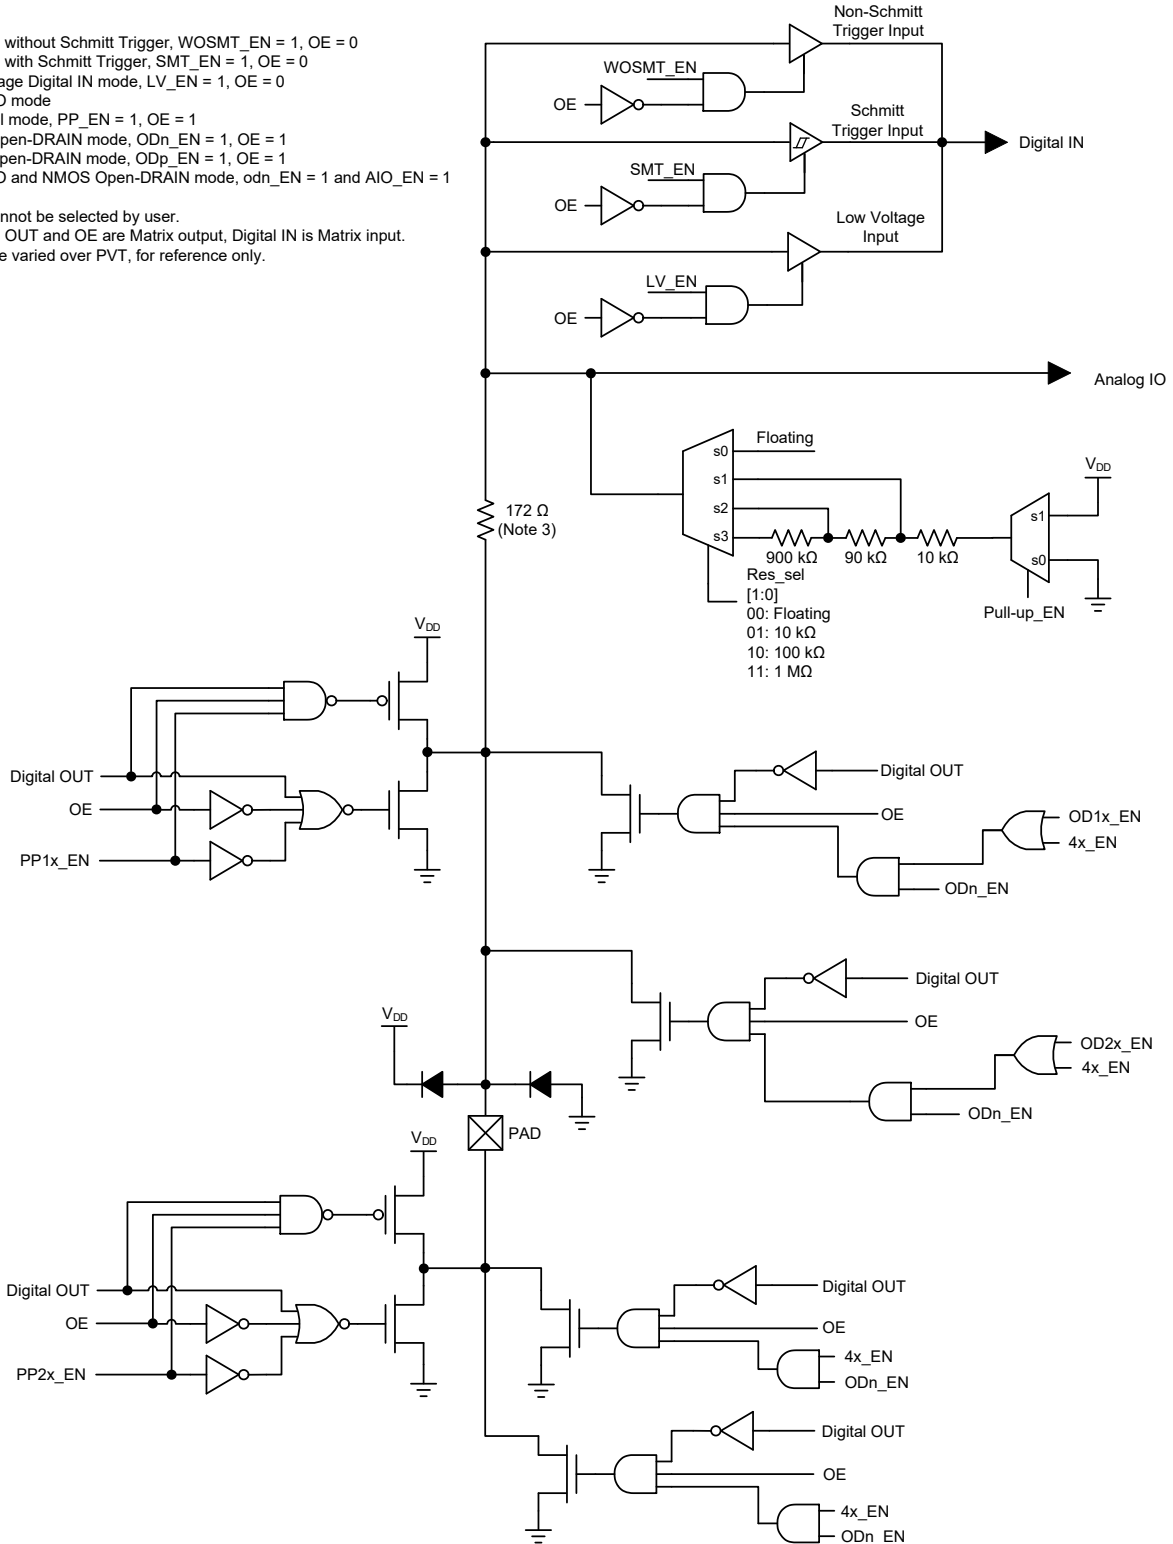 Non-Schmitt
Trigger Input
without Schmitt Trigger, WOSMT_EN = 1, OE = 0
with Schmitt Trigger, SMT_EN = 1, OE = 0
age Digital IN mode, LV_EN = 1, OE = 0
O mode
l mode, PP_EN = 1, OE = 1
pen-DRAIN mode, ODn_EN = 1, OE = 1
pen-DRAIN mode, ODp_EN = 1, OE = 1
O and NMOS Open-DRAIN mode, odn_EN = 1 and AIO_EN = 1
nnot be selected by user.
OUT and OE are Matrix output, Digital IN is Matrix input.
e varied over PVT, for reference only.
WOSMT_EN
OE
Schmitt
Trigger Input
Digital IN
SMT_EN
OE
Low Voltage
Input
LV_EN
OE
Analog IO
Floating
s0
s1
s2
s3
VDD
s1
s0
172 Ω
(Note 3)
900 kΩ
90 kΩ
10 kΩ
Res_sel
[1:0]
00: Floating
01: 10 kΩ
10: 100 kΩ
11: 1 MΩ
Pull-up_EN
VDD
Digital OUT
OE
PP1x_EN
Digital OUT
OE
OD1x_EN
4x_EN
ODn_EN
Digital OUT
OE
OD2x_EN
4x_EN
ODn_EN
VDD
PAD
VDD
Digital OUT
OE
PP2x_EN
Digital OUT
OE
4x_EN
ODn_EN
Digital OUT
OE
4x_EN
ODn_EN